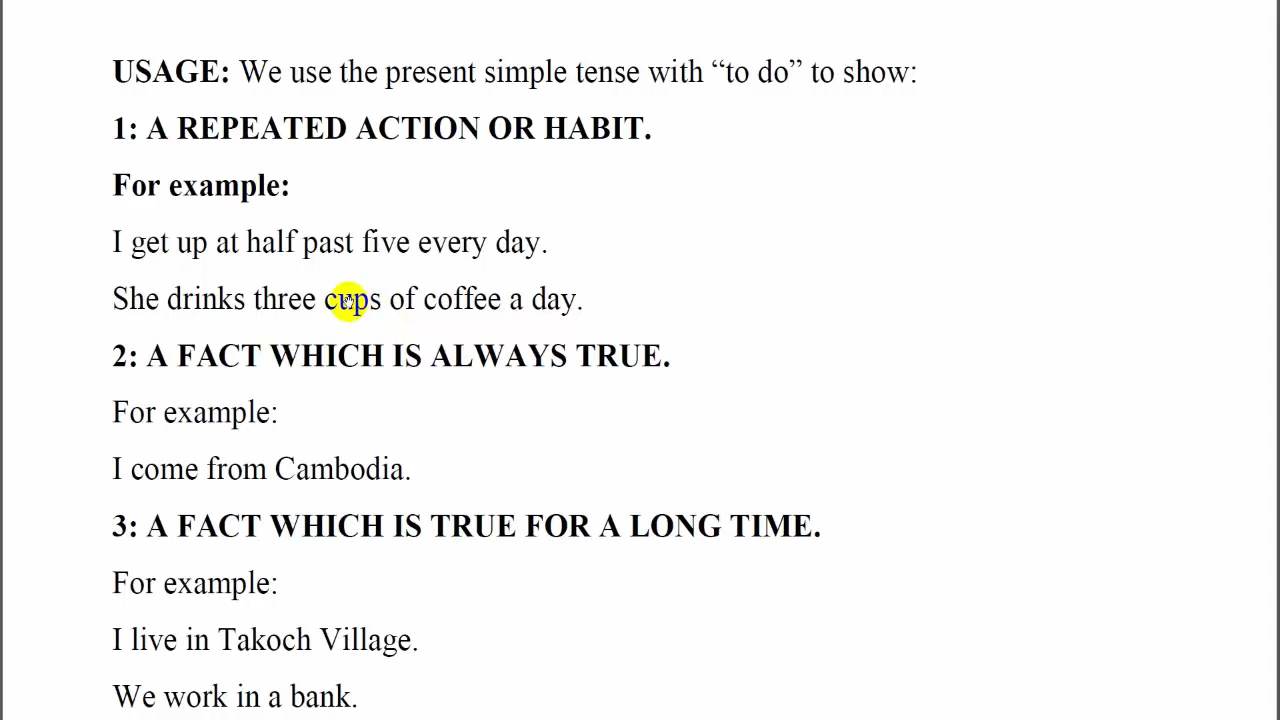 USAGE: We use the present simple tense with “to do” to show:
1: A REPEATED ACTION OR HABIT.
For example:
I get up at half past five every day.
She drinks three cups of coffee a day.
2: A FACT WHICH IS ALWAYS TRUE.
For example:
I come from Cambodia.
3: A FACT WHICH IS TRUE FOR A LONG TIME.
For example:
I live in Takoch Village.
We work in a bank.